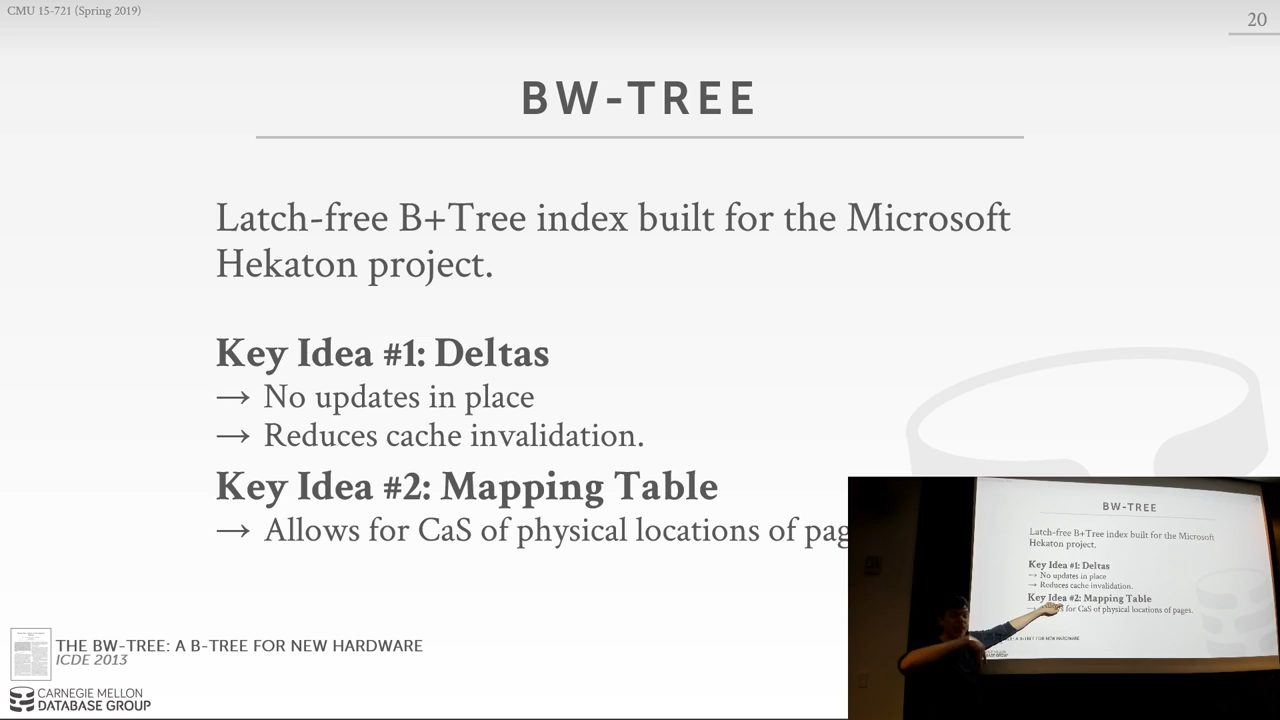 CMU 15-721 (Spring 2019)
20
BW-TREE
Latch-free B+Tree index built for the Microsoft
Hekaton project.
Key Idea #1: Deltas
→ No updates in place
→ Reduces cache invalidation.
Key Idea #2: Mapping Table
→ Allows for CaS of physical locations of pag
THE BW-TREE: A B-TREE FOR NEW HARDWARE
ICDE 2013
CARNEGIE MELLON
DATABASE GROUP
BW-TREE
Latch-free B+Tree index built for the Microsoft
Hekaton project.
Key Idea #1: Deltas
→ No updates in place
→ Reduces cache invalidation.
Key Idea #2: Mapping Table
for CaS of physical locations of pages.
A B-TREE FOR NEW HARDWARE